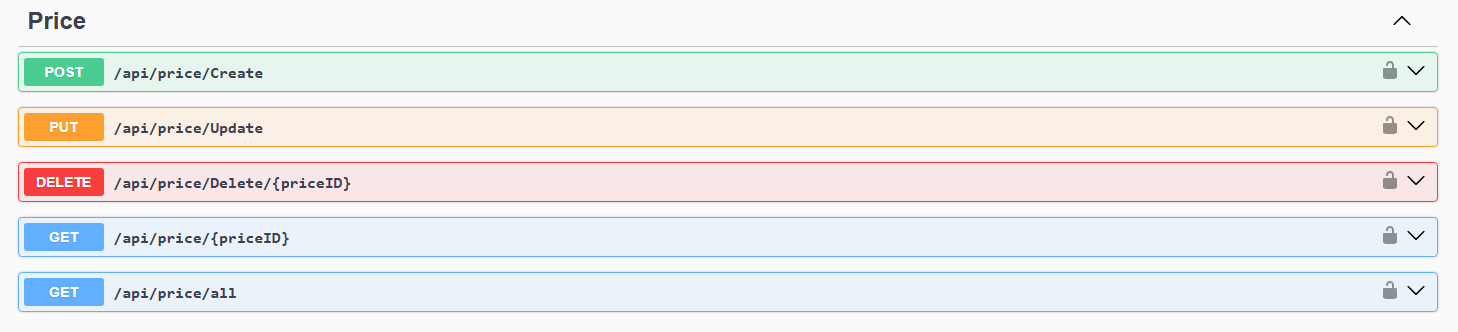 Price
POST /api/price/Create
PUT /api/price/Update
DELETE /api/price/Delete/{priceID}
GET /api/price/{priceID}
GET /api/price/all